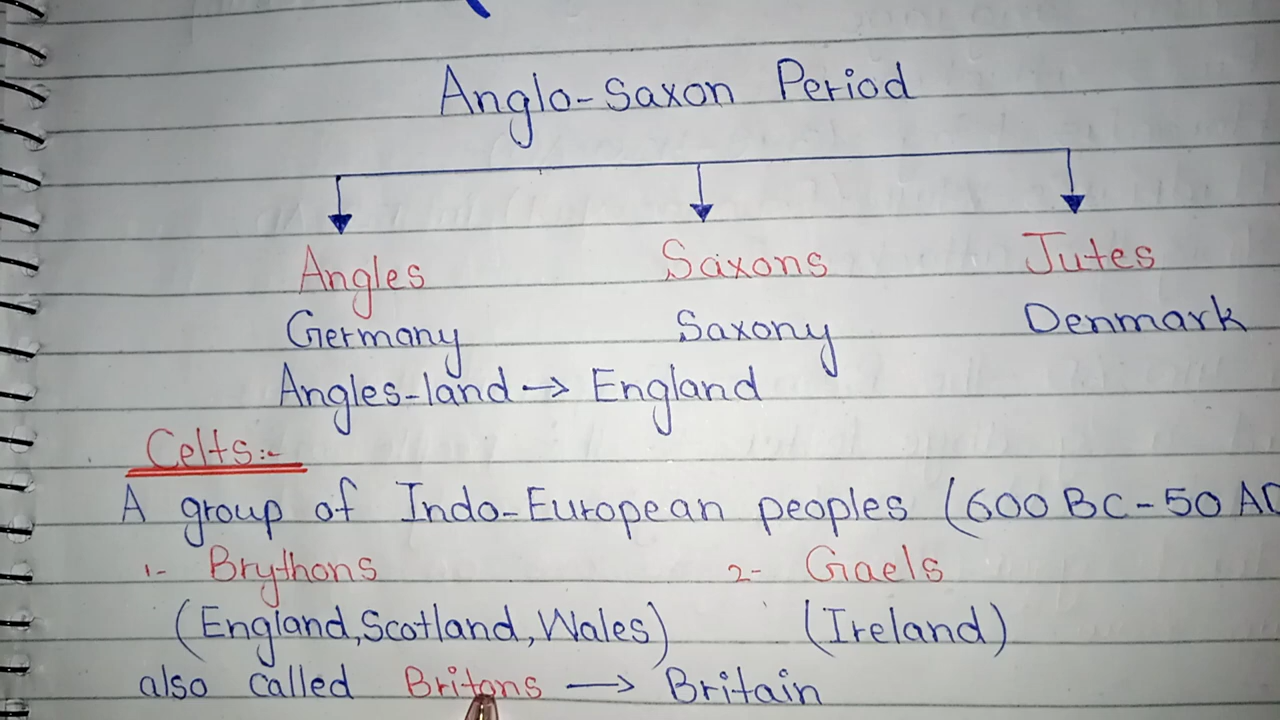 Anglo-Saxon Period
Angles Saxons Jutes
Germany Saxony Denmark
Angles-land → England
Celts:-
A group of Indo-European peoples (600 BC-50 AD
1- Brythons 2- Gaels
(England, Scotland, Wales) (Ireland)
also called Britons → Britain